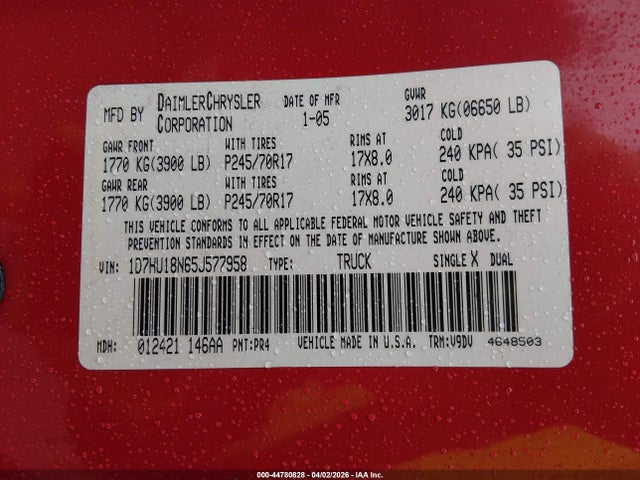 MFD BY DAIMLERCHRYSLER CORPORATION DATE OF MFR 1-05 GVWR 3017 KG(06650 LB)
GAWR FRONT WITH TIRES RIMS AT COLD
1770 KG(3900 LB) P245/70R17 17X8.0 240 KPA( 35 PSI)
GAWR REAR WITH TIRES RIMS AT COLD
1770 KG(3900 LB) P245/70R17 17X8.0 240 KPA( 35 PSI)
THIS VEHICLE CONFORMS TO ALL APPLICABLE FEDERAL MOTOR VEHICLE SAFETY AND THEFT
PREVENTION STANDARDS IN EFFECT ON THE DATE OF MANUFACTURE SHOWN ABOVE.
VIN: 1D7HU18N65J577958 TYPE: TRUCK SINGLE X DUAL
MDH: 012421 146AA PNT:PR4 VEHICLE MADE IN U.S.A. TRM:V9DV 4648503
000-44780828 - 04/02/2026 - IAA Inc.